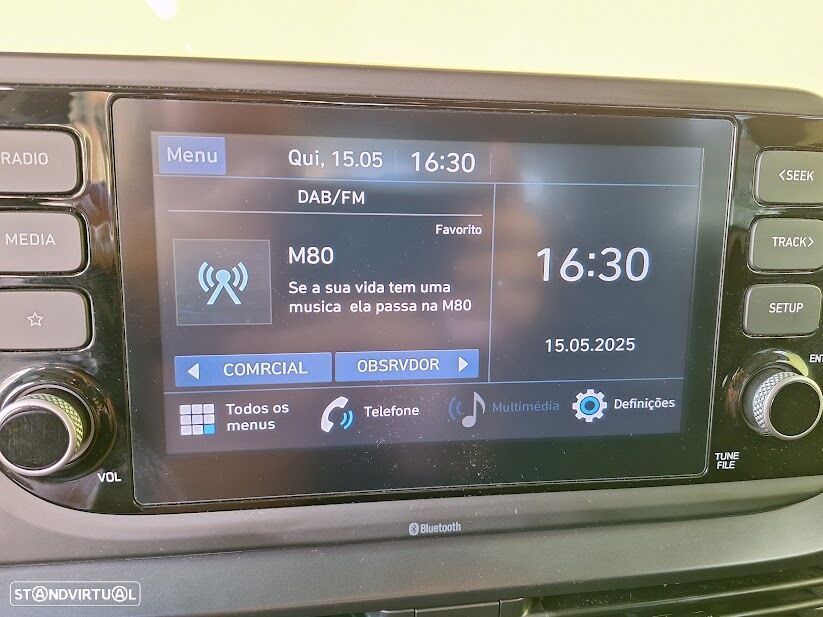 RADIO
MEDIA
VOL
Menu
Qui, 15.05
16:30
DAB/FM
Favorito
M80
Se a sua vida tem uma
musica ela passa na M80
COMRCIAL
OBSRVDOR
16:30
15.05.2025
Todos os
menus
Telefone
Multimédia
Definições
<SEEK
TRACK>
SETUP
TUNE
FILE
Bluetooth
STANDVIRTUAL